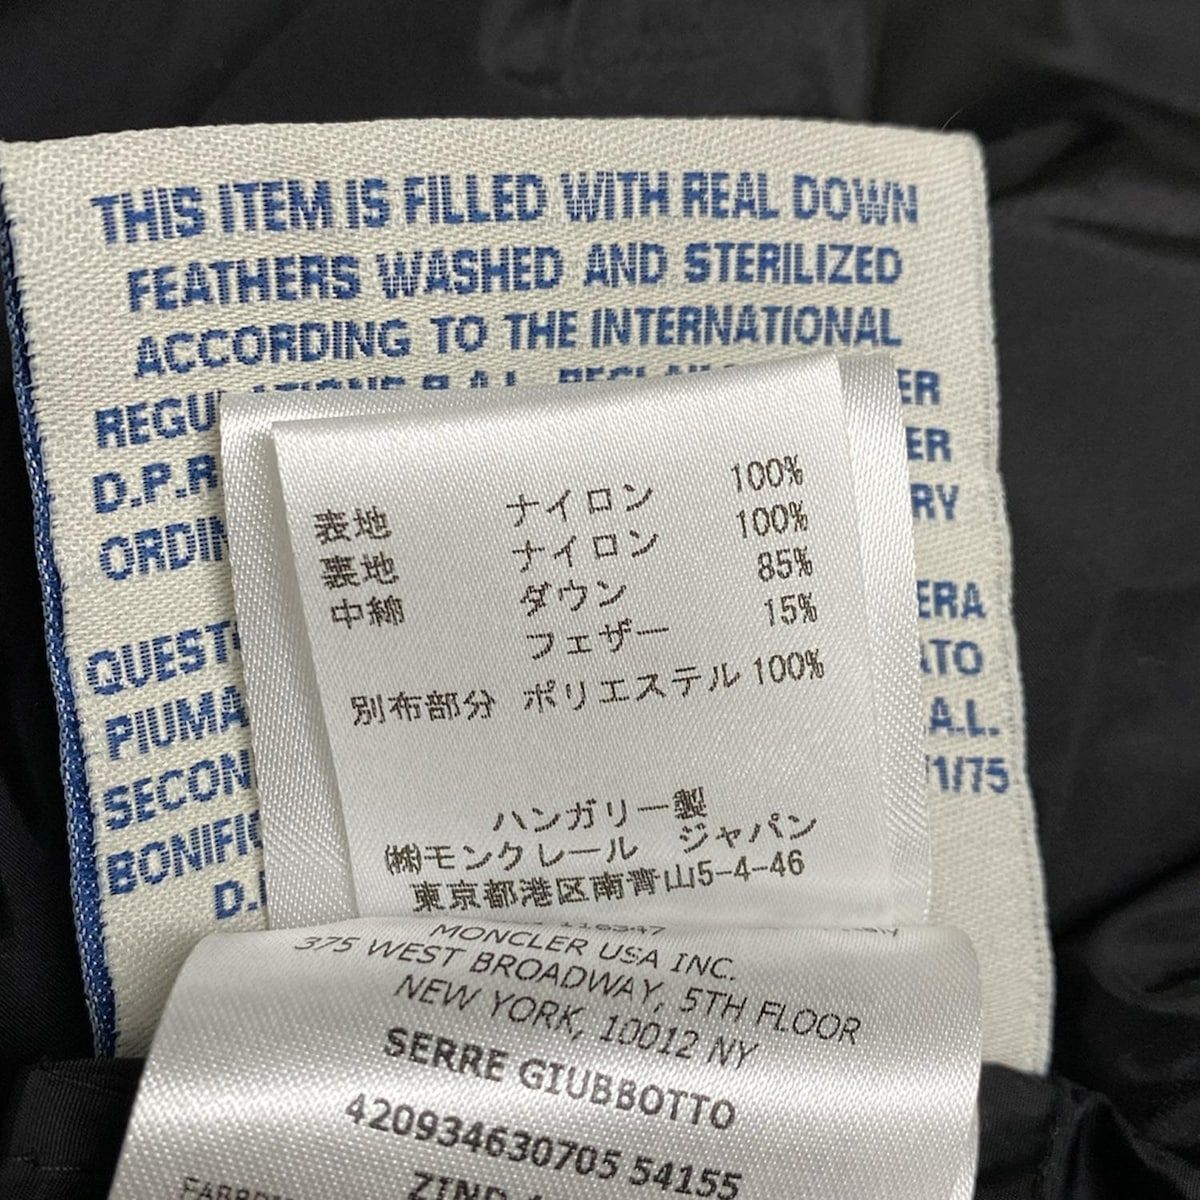 THIS ITEM IS FILLED WITH REAL DOWN
FEATHERS WASHED AND STERILIZED
ACCORDING TO THE INTERNATIONAL
D.P.R
QUEST
PIUMA
SECON
BONIFIC
ER
ER
RY
ERA
ATO
A.L.
1/75
表地 ナイロン 100%
裏地 ナイロン 100%
中綿 ダウン 85%
フェザー 15%
別布部分 ポリエステル 100%
ハンガリー製
㈱モンクレール ジャパン
東京都港区南青山5-4-46
MONCLER USA INC.
375 WEST BROADWAY, 5TH FLOOR
NEW YORK, 10012 NY
SERRE GIUBBOTTO
420934630705 54155